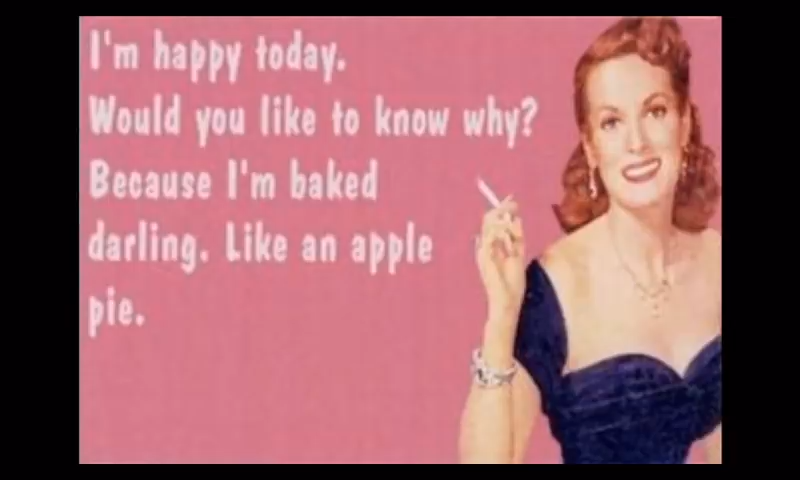 I'm happy today.
Would you like to know why?
Because I'm baked
darling. Like an apple
pie.